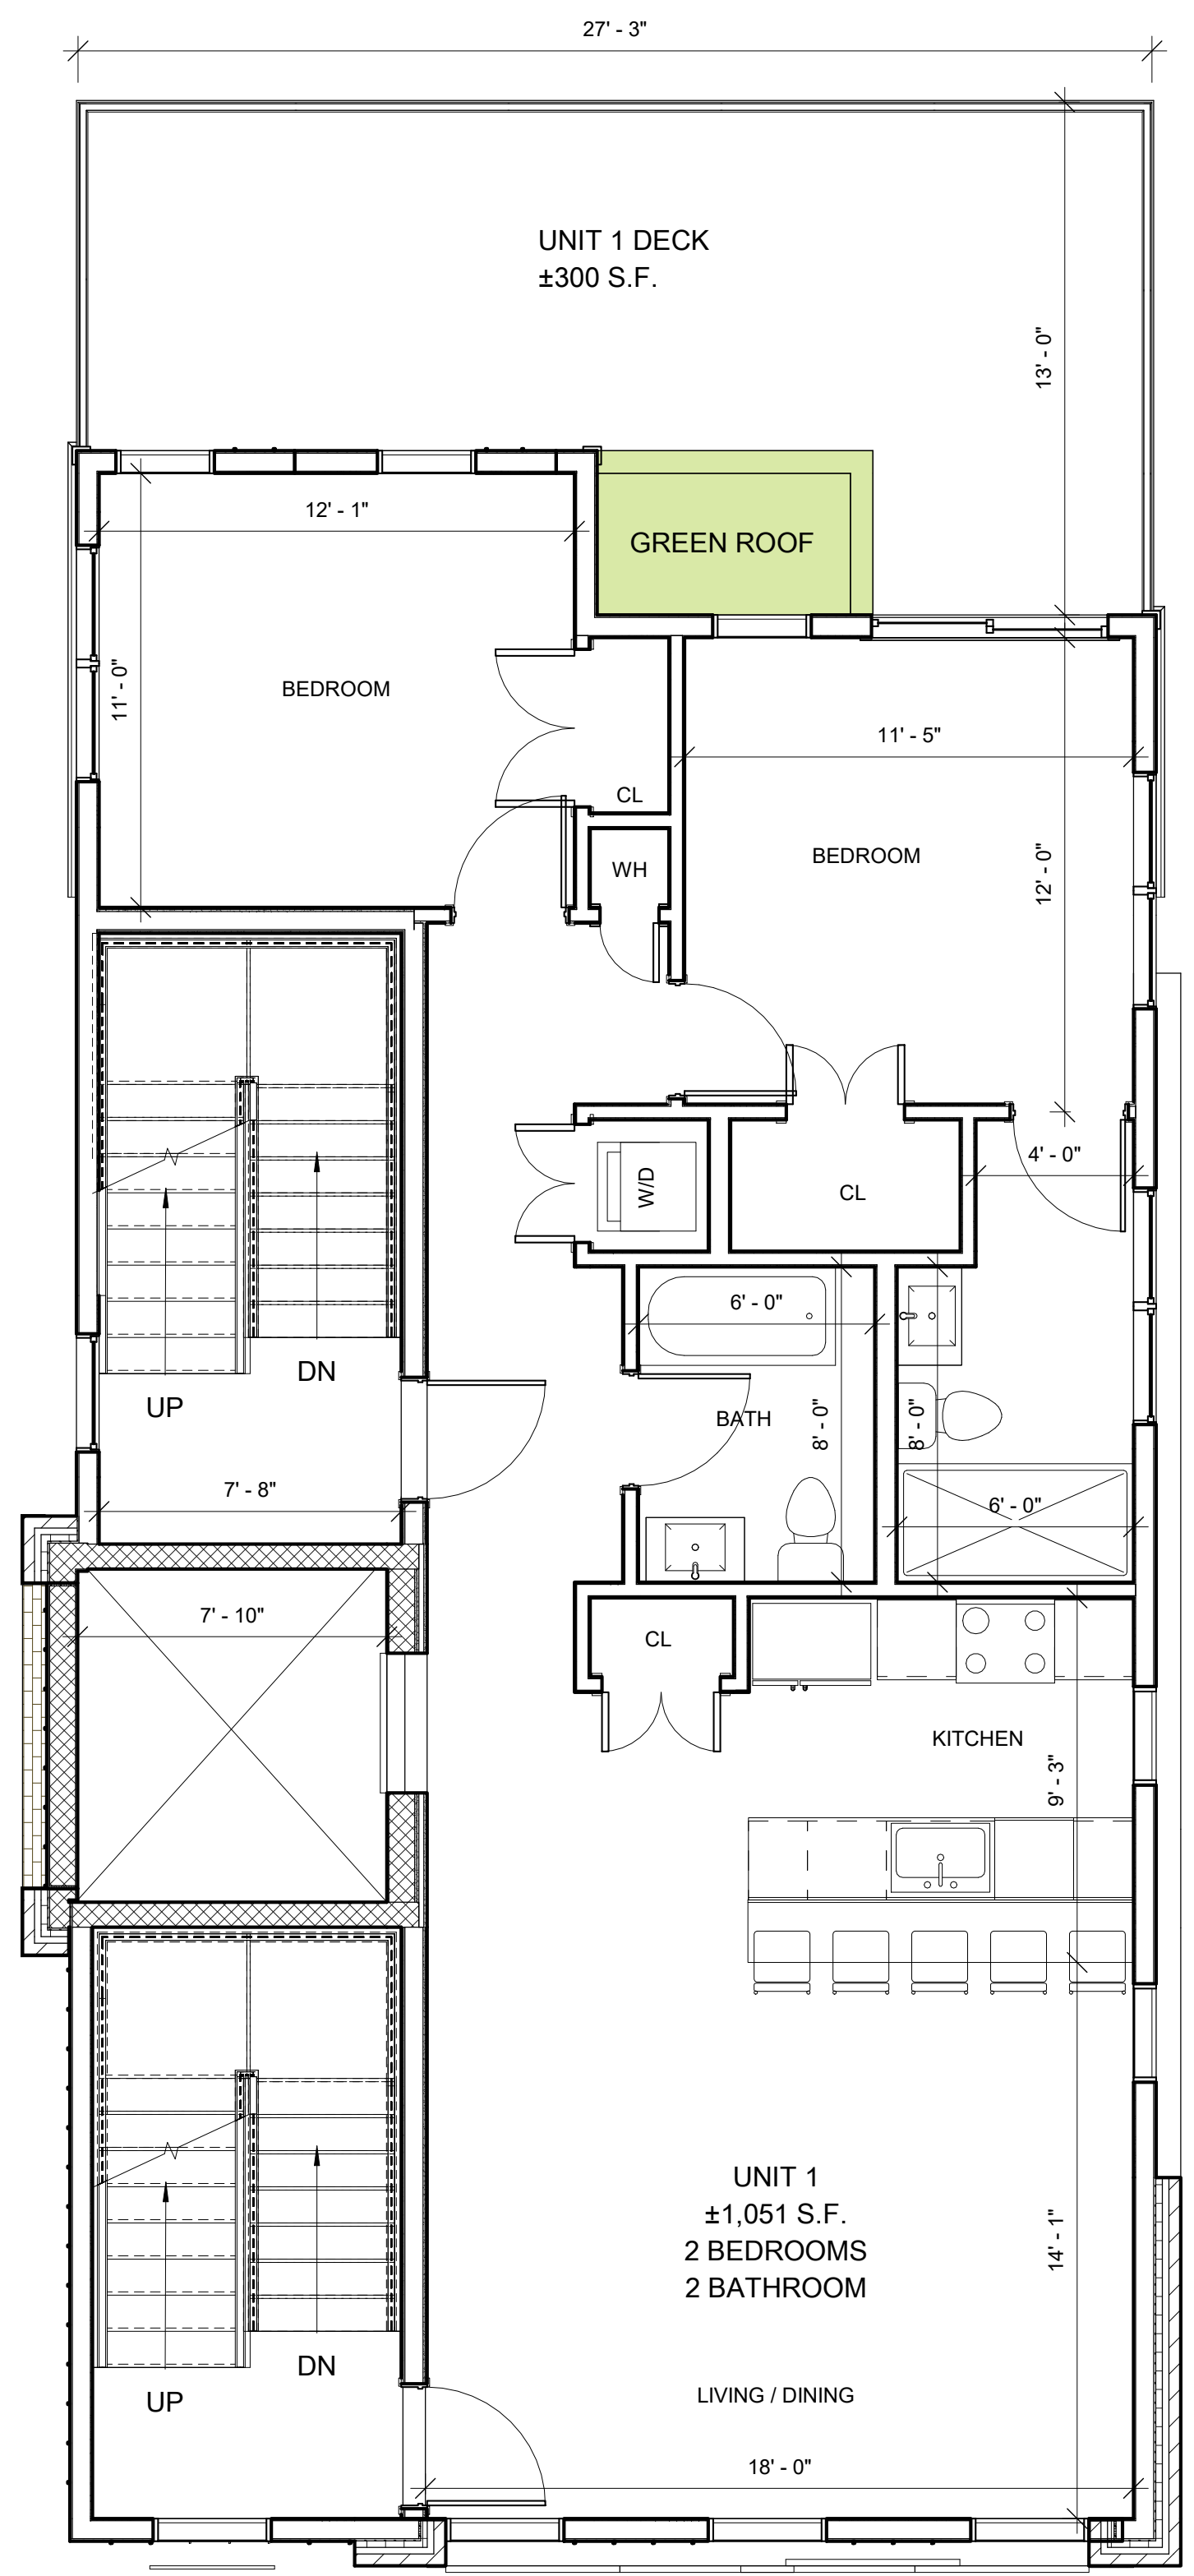 27' - 3"
UNIT 1 DECK
±300 S.F.
13' - 0"
12' - 1"
GREEN ROOF
11' - 0"
BEDROOM
11' - 5"
CL
BEDROOM
12' - 0"
WH
4' - 0"
W/D
CL
6' - 0"
DN
UP
BATH
8' - 0"
8' - 0"
7' - 8"
6' - 0"
7' - 10"
CL
KITCHEN
9' - 3"
UNIT 1
±1,051 S.F.
2 BEDROOMS
2 BATHROOM
14' - 1"
DN
UP
LIVING / DINING
18' - 0"